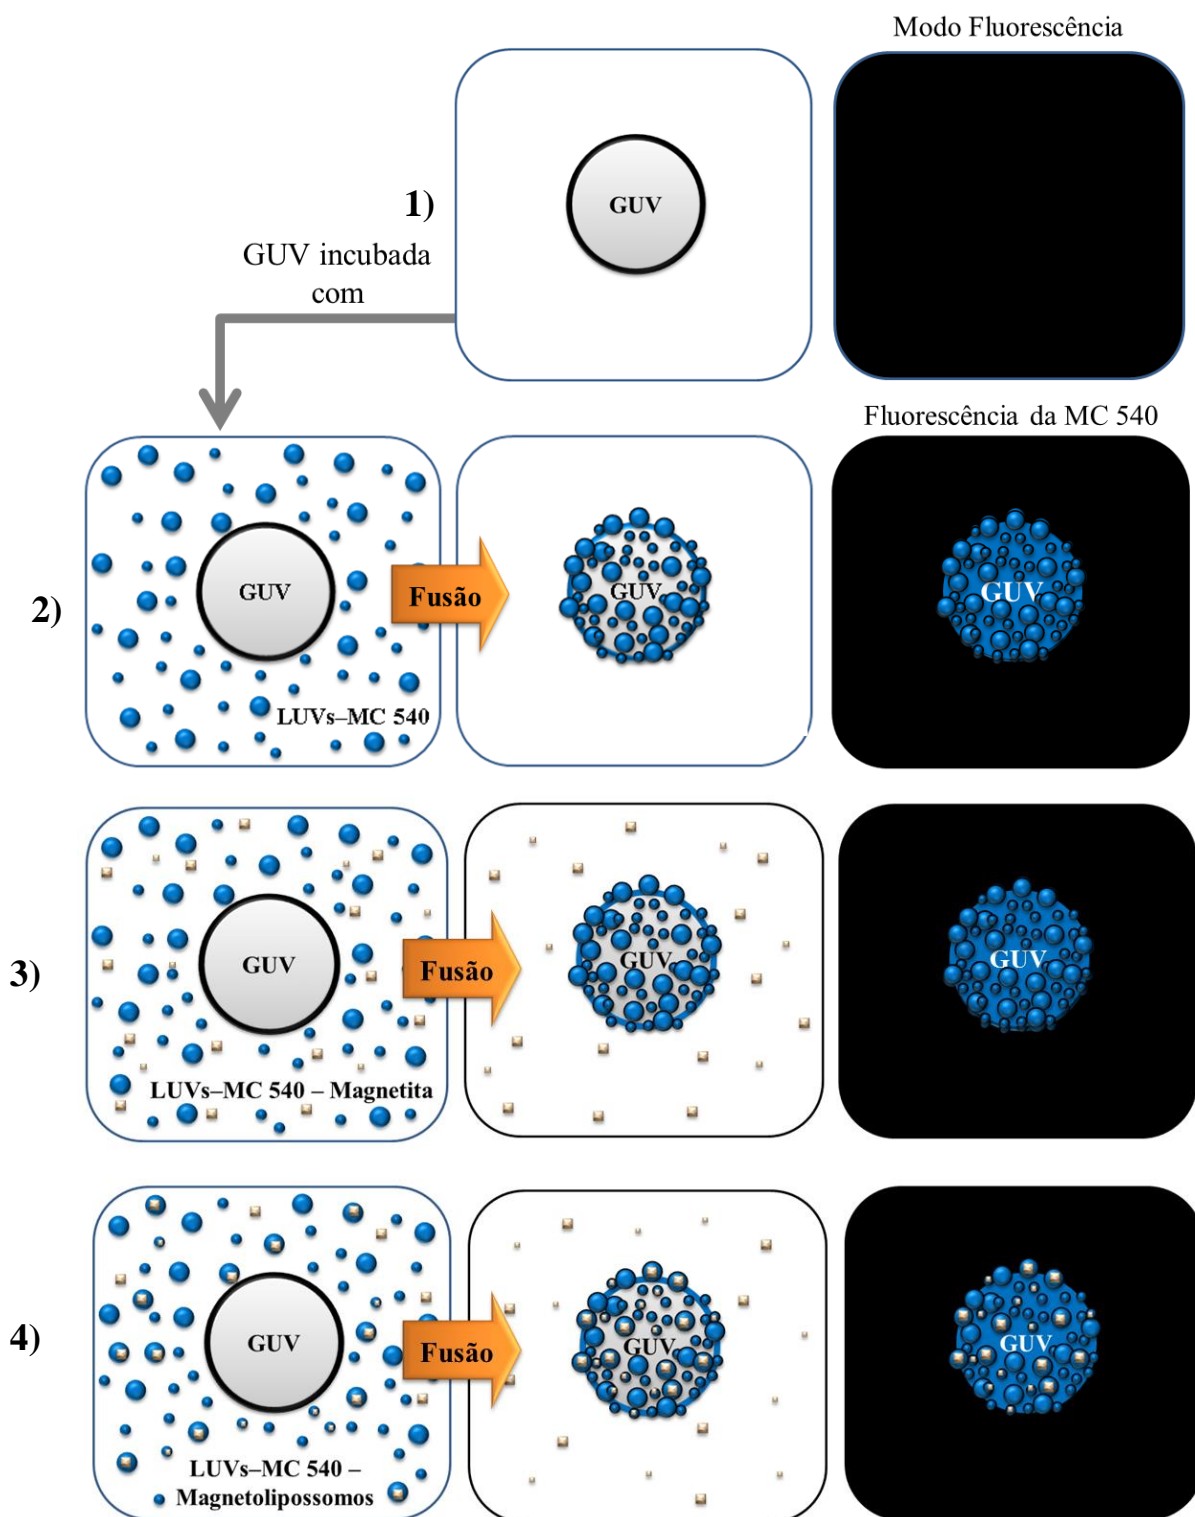 Modo Fluorescência
1)
GUV
GUV incubada
com
Fluorescência da MC 540
2)
GUV
Fusão
GUV
GUV
LUVs–MC 540
3)
GUV
Fusão
GUV
GUV
LUVs–MC 540 – Magnetita
4)
GUV
Fusão
GUV
GUV
LUVs–MC 540 –
Magnetolipossomos